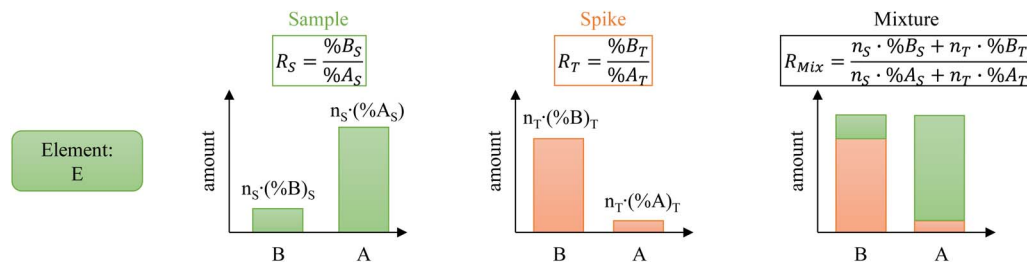 Sample
R_S = %B_S / %A_S
Spike
R_T = %B_T / %A_T
Mixture
R_Mix = n_S · %B_S + n_T · %B_T / n_S · %A_S + n_T · %A_T
Element:
E
amount
n_S·(%B)_S
n_S·(%A_S)
B
A
amount
n_T·(%B)_T
n_T·(%A)_T
B
A
amount
B
A